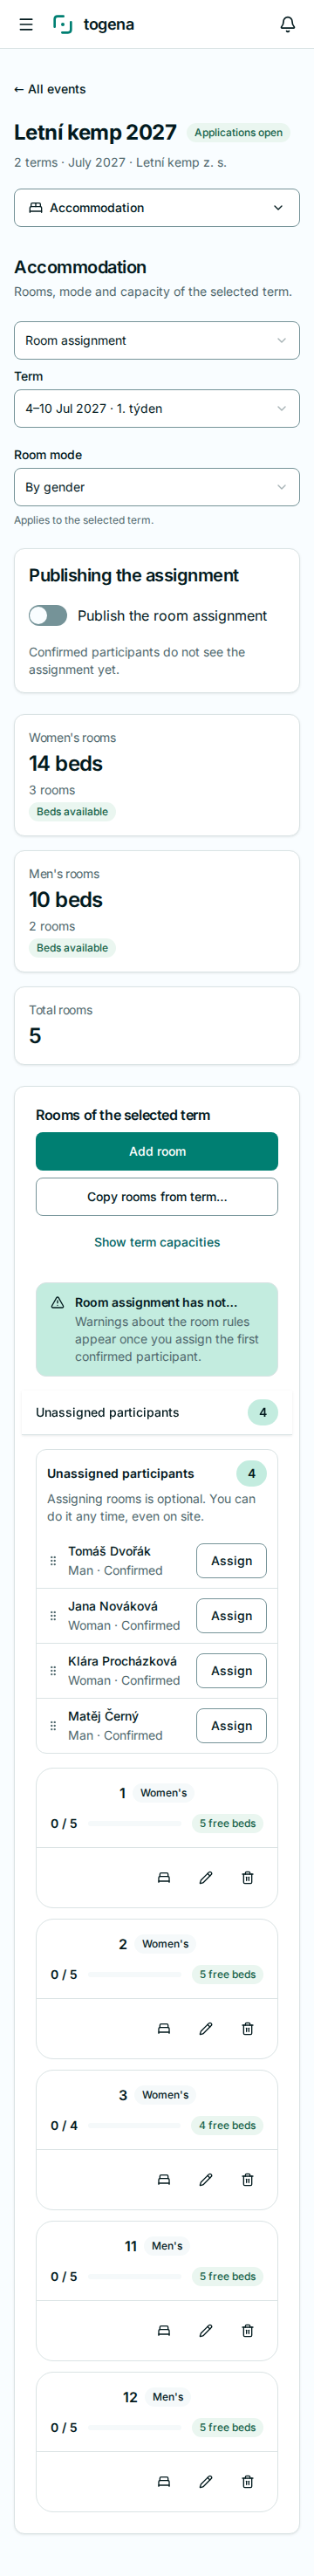 togena
← All events
Letní kemp 2027 Applications open
2 terms · July 2027 · Letní kemp z. s.
Accommodation
Accommodation
Rooms, mode and capacity of the selected term.
Room assignment
Term
4–10 Jul 2027 · 1. týden
Room mode
By gender
Applies to the selected term.
Publishing the assignment
Publish the room assignment
Confirmed participants do not see the
assignment yet.
Women's rooms
14 beds
3 rooms
Beds available
Men's rooms
10 beds
2 rooms
Beds available
Total rooms
5
Rooms of the selected term
Add room
Copy rooms from term...
Show term capacities
Room assignment has not...
Warnings about the room rules
appear once you assign the first
confirmed participant.
Unassigned participants 4
Unassigned participants 4
Assigning rooms is optional. You can
do it any time, even on site.
Tomáš Dvořák
Man · Confirmed
Assign
Jana Nováková
Woman · Confirmed
Assign
Klára Procházková
Woman · Confirmed
Assign
Matěj Černý
Man · Confirmed
Assign
1 Women's
0 / 5 5 free beds
2 Women's
0 / 5 5 free beds
3 Women's
0 / 4 4 free beds
11 Men's
0 / 5 5 free beds
12 Men's
0 / 5 5 free beds